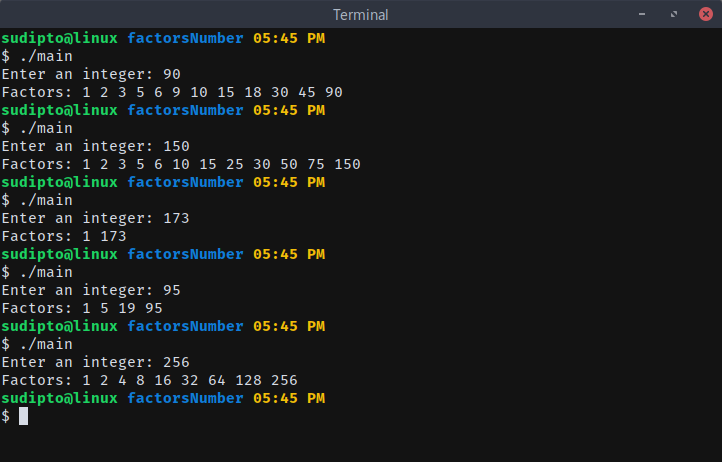 Terminal
sudipto@linux factorsNumber 05:45 PM
$ ./main
Enter an integer: 90
Factors: 1 2 3 5 6 9 10 15 18 30 45 90
sudipto@linux factorsNumber 05:45 PM
$ ./main
Enter an integer: 150
Factors: 1 2 3 5 6 10 15 25 30 50 75 150
sudipto@linux factorsNumber 05:45 PM
$ ./main
Enter an integer: 173
Factors: 1 173
sudipto@linux factorsNumber 05:45 PM
$ ./main
Enter an integer: 95
Factors: 1 5 19 95
sudipto@linux factorsNumber 05:45 PM
$ ./main
Enter an integer: 256
Factors: 1 2 4 8 16 32 64 128 256
sudipto@linux factorsNumber 05:45 PM
$